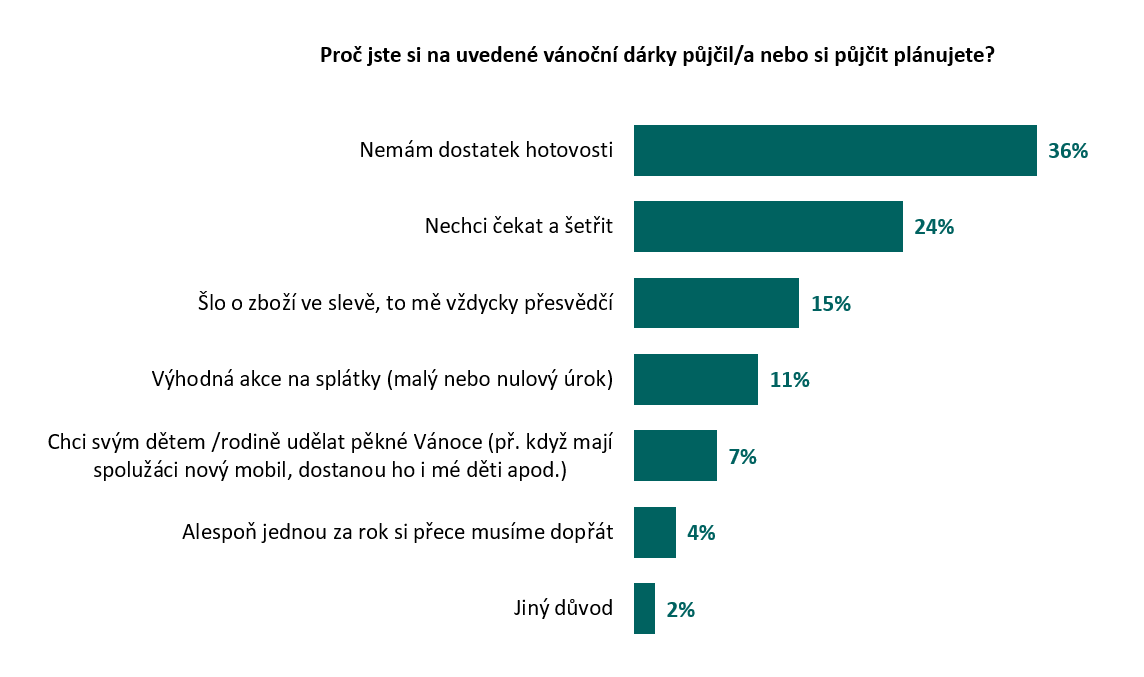 Proč jste si na uvedené vánoční dárky půjčil/a nebo si půjčit plánujete?
Nemám dostatek hotovosti
36%
Nechci čekat a šetřit
24%
Šlo o zboží ve slevě, to mě vždycky přesvědčí
15%
Výhodná akce na splátky (malý nebo nulový úrok)
11%
Chci svým dětem /rodině udělat pěkné Vánoce (př. když mají
spolužáci nový mobil, dostanou ho i mé děti apod.)
7%
Alespoň jednou za rok si přece musíme dopřát
4%
Jiný důvod
2%